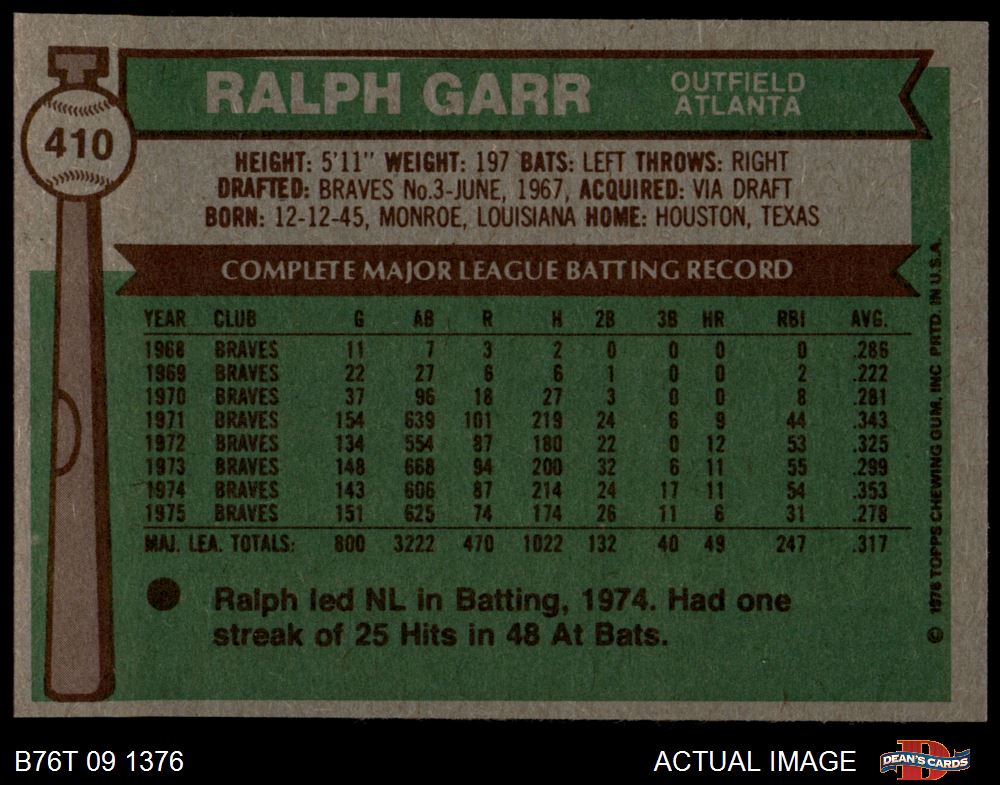 410
RALPH GARR
OUTFIELD
ATLANTA
HEIGHT: 5'11" WEIGHT: 197 BATS: LEFT THROWS: RIGHT
DRAFTED: BRAVES No.3-JUNE, 1967, ACQUIRED: VIA DRAFT
BORN: 12-12-45, MONROE, LOUISIANA HOME: HOUSTON, TEXAS
COMPLETE MAJOR LEAGUE BATTING RECORD
YEAR CLUB G AB R H 2B 3B HR RBI AVG.
1968 BRAVES 11 7 3 2 0 0 0 0 .286
1969 BRAVES 22 27 6 6 1 0 0 2 .222
1970 BRAVES 37 96 18 27 3 0 0 8 .281
1971 BRAVES 154 639 101 219 24 6 9 44 .343
1972 BRAVES 134 554 87 180 22 0 12 53 .325
1973 BRAVES 148 668 94 200 32 6 11 55 .299
1974 BRAVES 143 606 87 214 24 17 11 54 .353
1975 BRAVES 151 625 74 174 26 11 6 31 .278
MAJ. LEA. TOTALS: 800 3222 470 1022 132 40 49 247 .317
Ralph led NL in Batting, 1974. Had one
streak of 25 Hits in 48 At Bats.
© 1976 TOPPS CHEWING GUM, INC PRTD. IN U.S.A.
B76T 09 1376
ACTUAL IMAGE
D
DEAN'S CARDS